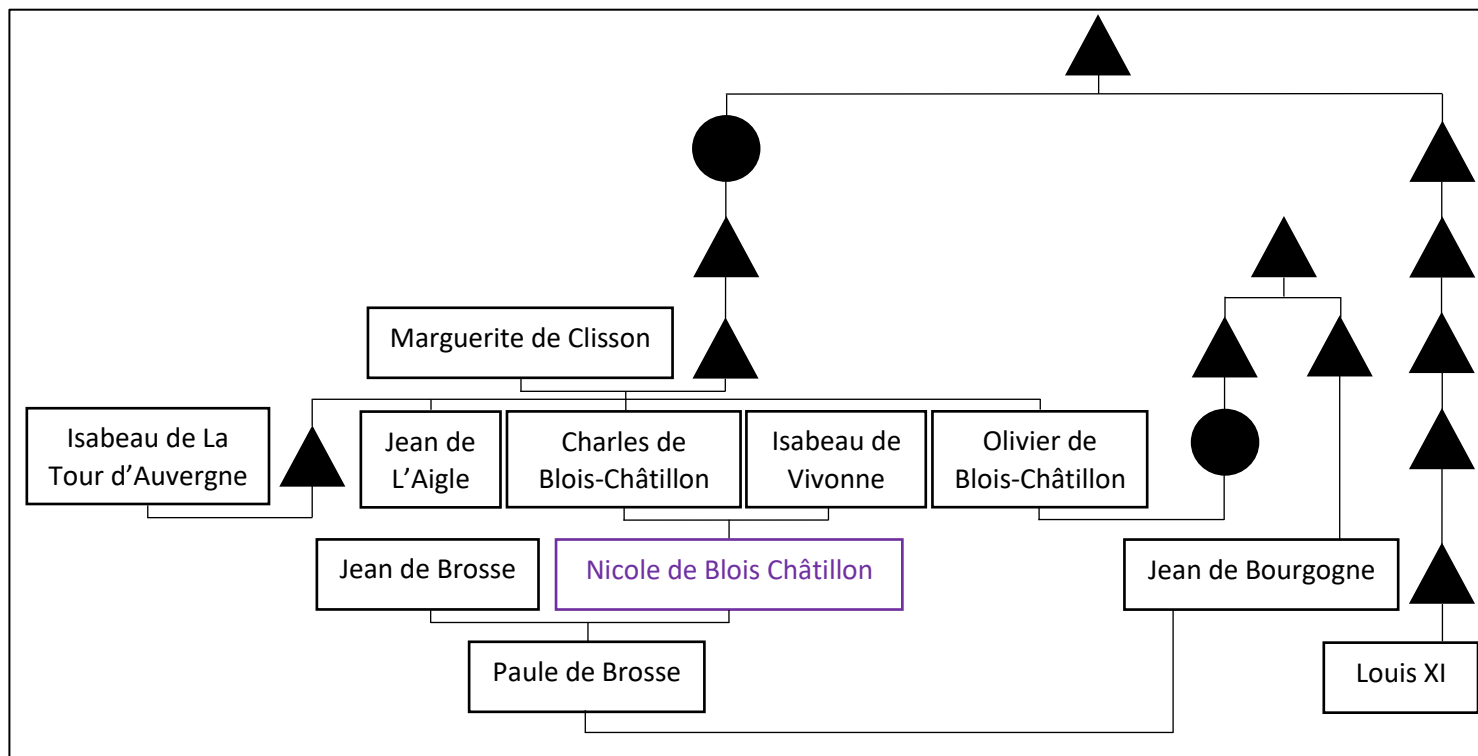 Marguerite de Clisson
Isabeau de La
Tour d'Auvergne
Jean de
L'Aigle
Charles de
Blois-Châtillon
Isabeau de
Vivonne
Olivier de
Blois-Châtillon
Jean de Brosse
Nicole de Blois Châtillon
Jean de Bourgogne
Paule de Brosse
Louis XI